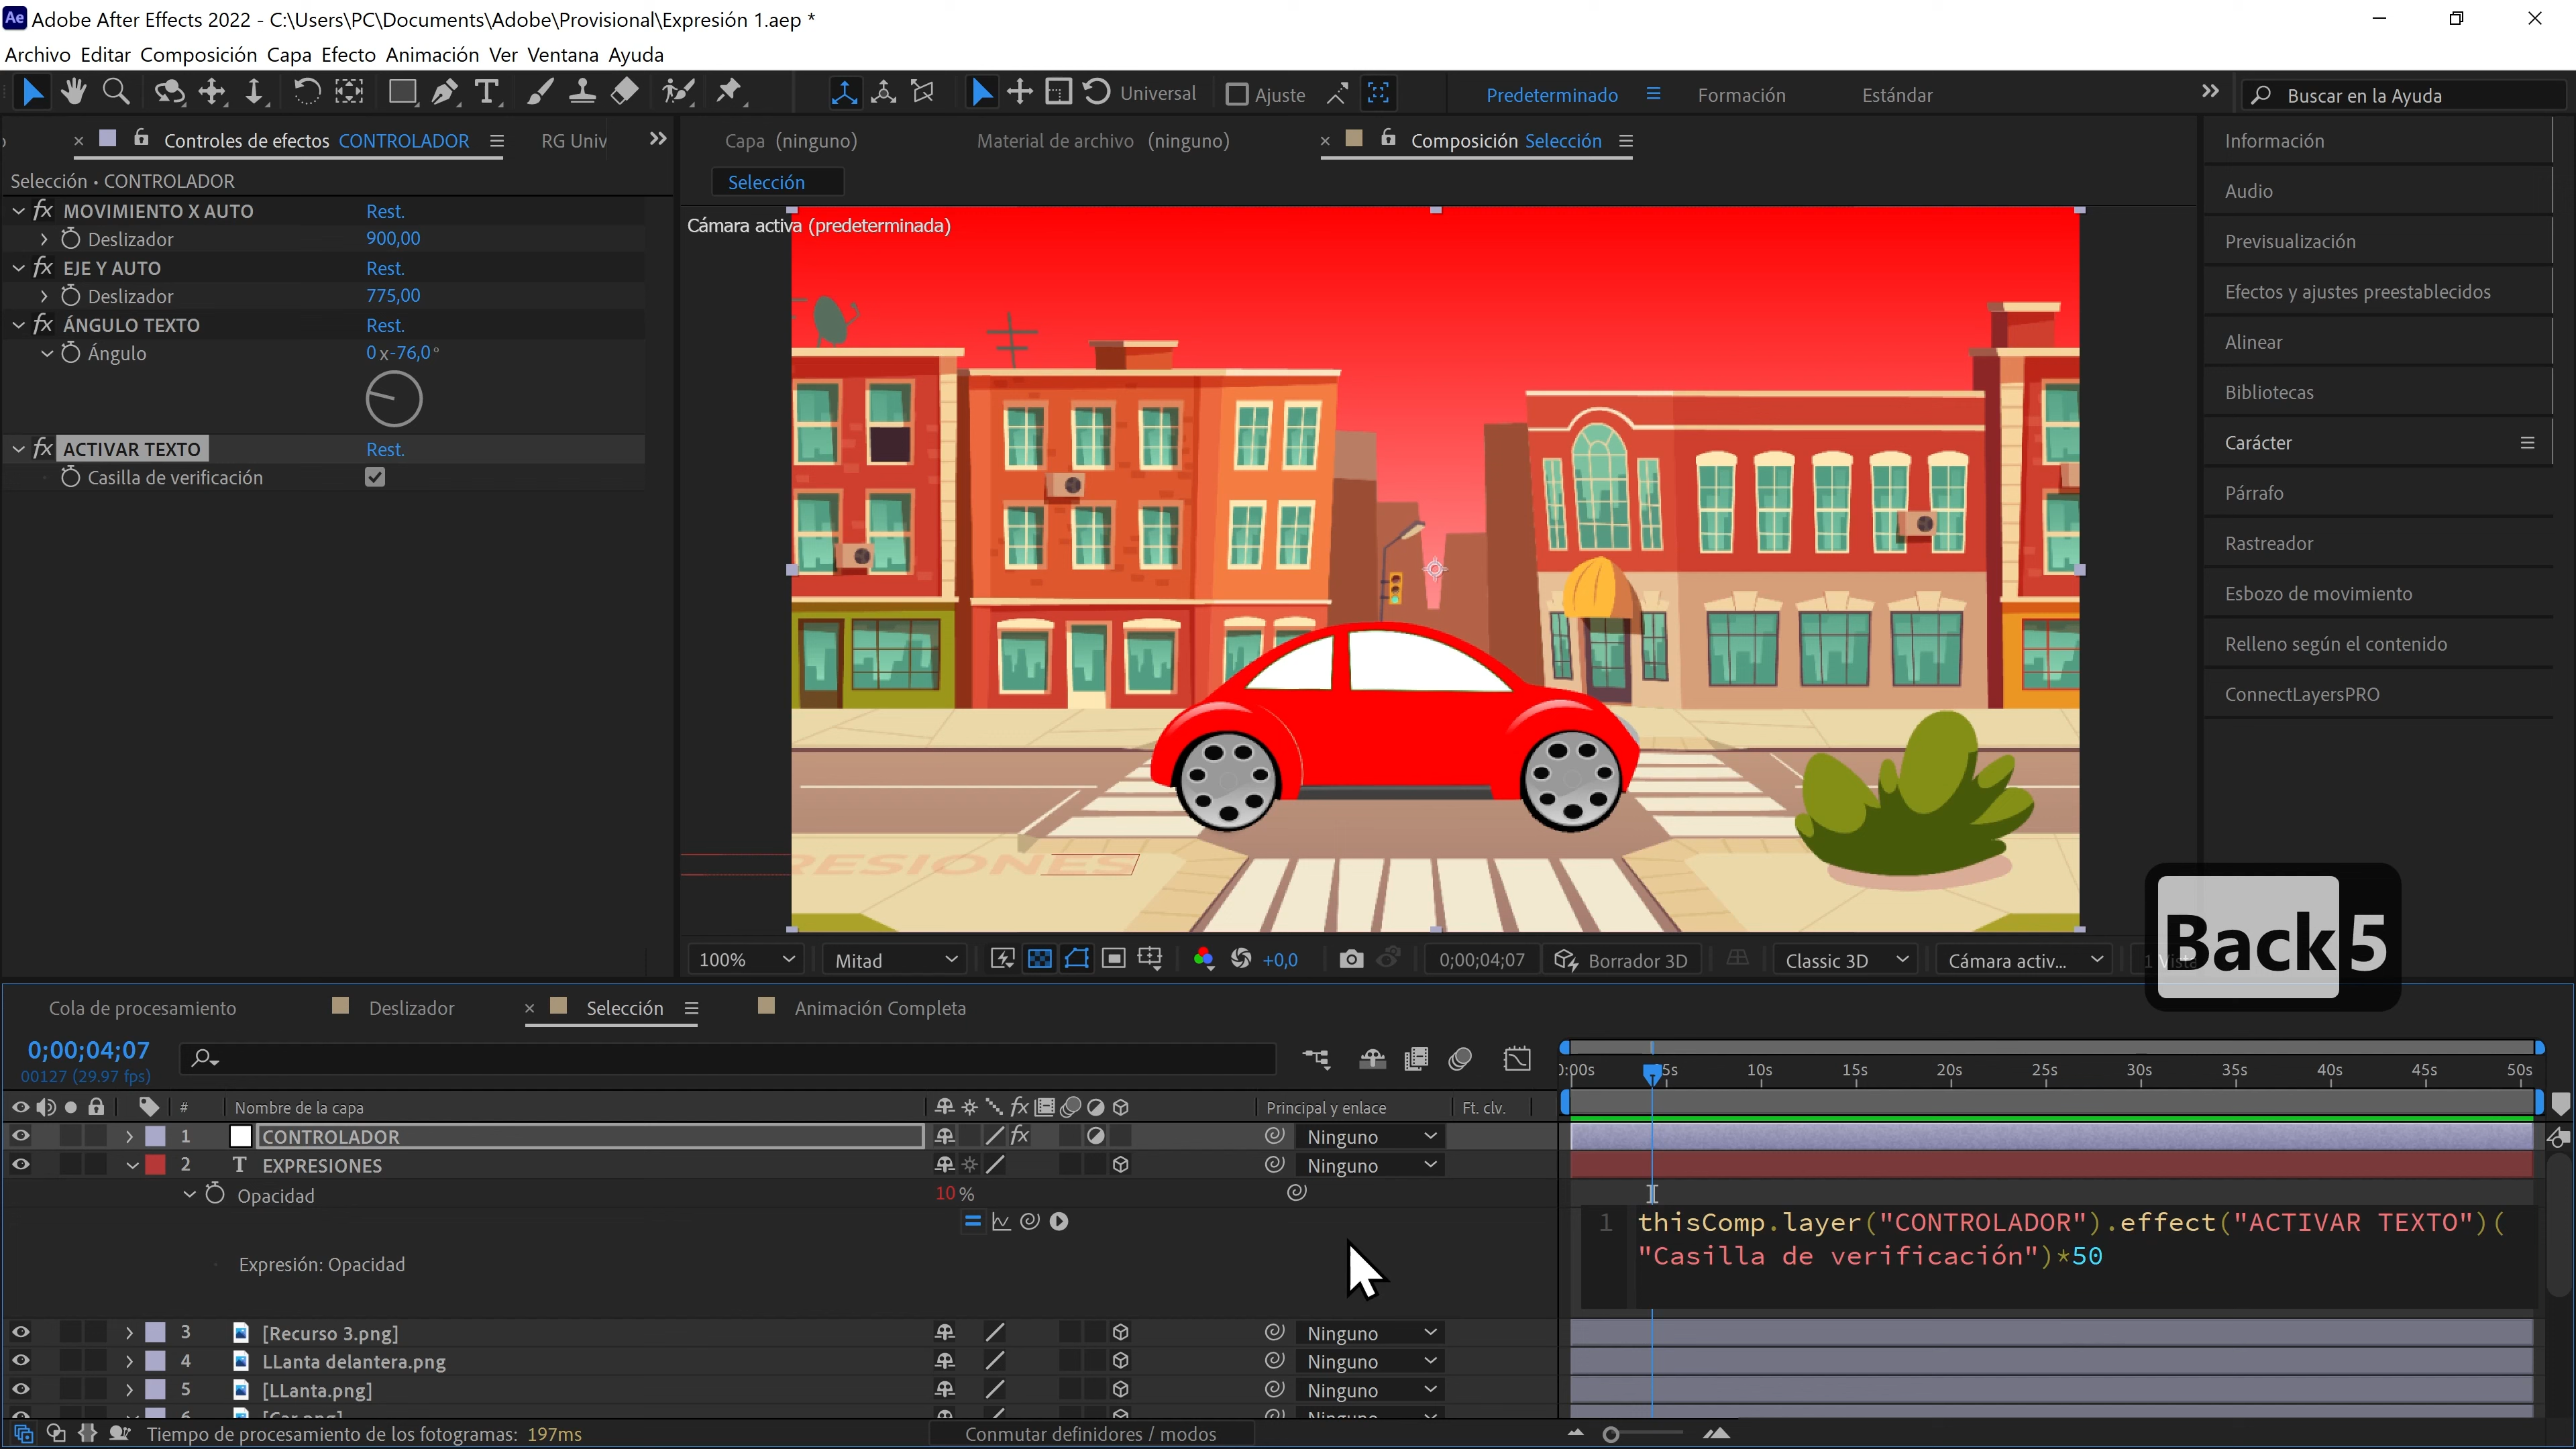 Ae Adobe After Effects 2022 - C:\Users\PC\Documents\Adobe\Provisional\Expresión 1.aep *
Archivo Editar Composición Capa Efecto Animación Ver Ventana Ayuda
Universal Ajuste Predeterminado Formación Estándar Buscar en la Ayuda
Controles de efectos CONTROLADOR RG Univ
Capa (ninguno) Material de archivo (ninguno) Composición Selección
Selección • CONTROLADOR
Selección
Cámara activa (predeterminada)
fx MOVIMIENTO X AUTO Rest.
Deslizador 900,00
fx EJE Y AUTO Rest.
Deslizador 775,00
fx ÁNGULO TEXTO Rest.
Ángulo 0x-76,0°
fx ACTIVAR TEXTO Rest.
Casilla de verificación
RESIONES
Información
Audio
Previsualización
Efectos y ajustes preestablecidos
Alinear
Bibliotecas
Carácter
Párrafo
Rastreador
Esbozo de movimiento
Relleno según el contenido
ConnectLayersPRO
Back5
100% Mitad +0,0 0;00;04;07 Borrador 3D Classic 3D Cámara activ...
Cola de procesamiento Deslizador Selección Animación Completa
0;00;04;07
00127 (29.97 fps)
0:00s 5s 10s 15s 20s 25s 30s 35s 40s 45s 50s
# Nombre de la capa fx Principal y enlace Ft. clv.
1 CONTROLADOR fx Ninguno
2 T EXPRESIONES Ninguno
Opacidad 10%
Expresión: Opacidad
1 thisComp.layer("CONTROLADOR").effect("ACTIVAR TEXTO")(
"Casilla de verificación")*50
3 [Recurso 3.png] Ninguno
4 LLanta delantera.png Ninguno
5 [LLanta.png] Ninguno
Tiempo de procesamiento de los fotogramas: 197ms Conmutar definidores / modos